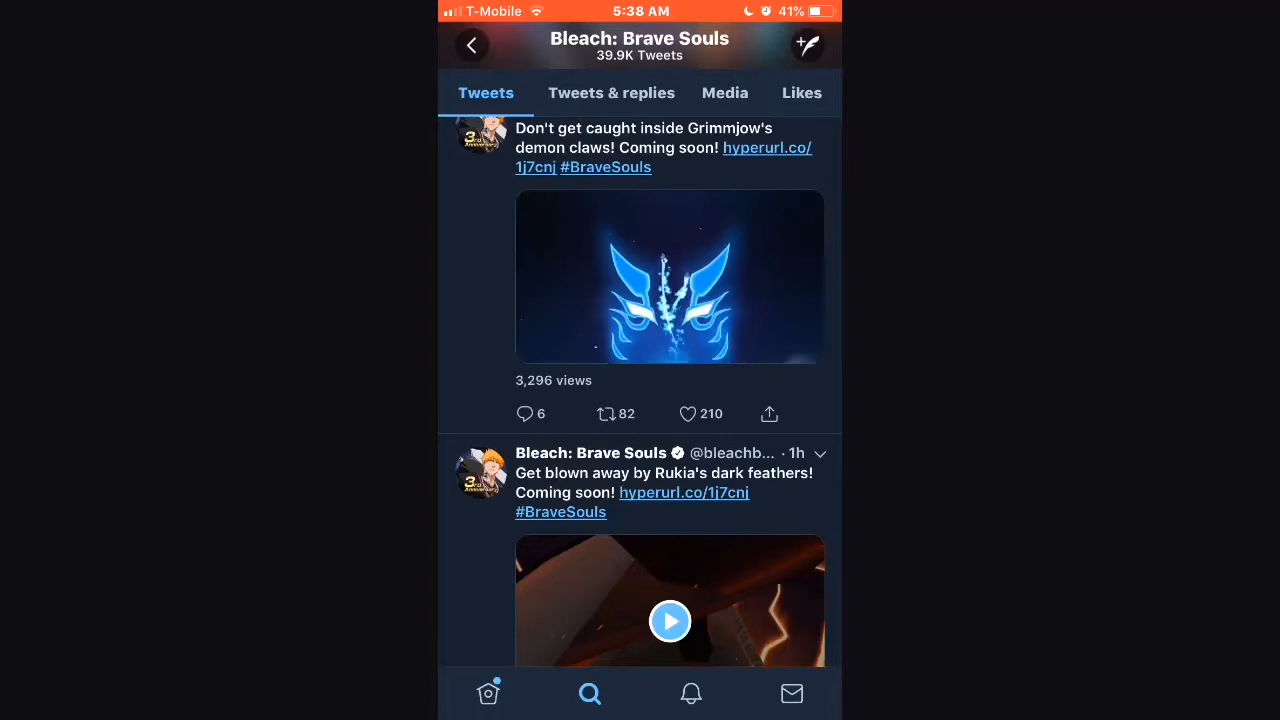 T-Mobile 5:38 AM 41%
Bleach: Brave Souls
39.9K Tweets
Tweets Tweets & replies Media Likes
Don't get caught inside Grimmjow's
demon claws! Coming soon! hyperurl.co/
1j7cnj #BraveSouls
3,296 views
6 82 210
Bleach: Brave Souls @bleachb... · 1h
Get blown away by Rukia's dark feathers!
Coming soon! hyperurl.co/1j7cnj
#BraveSouls
3rd
Anniversary